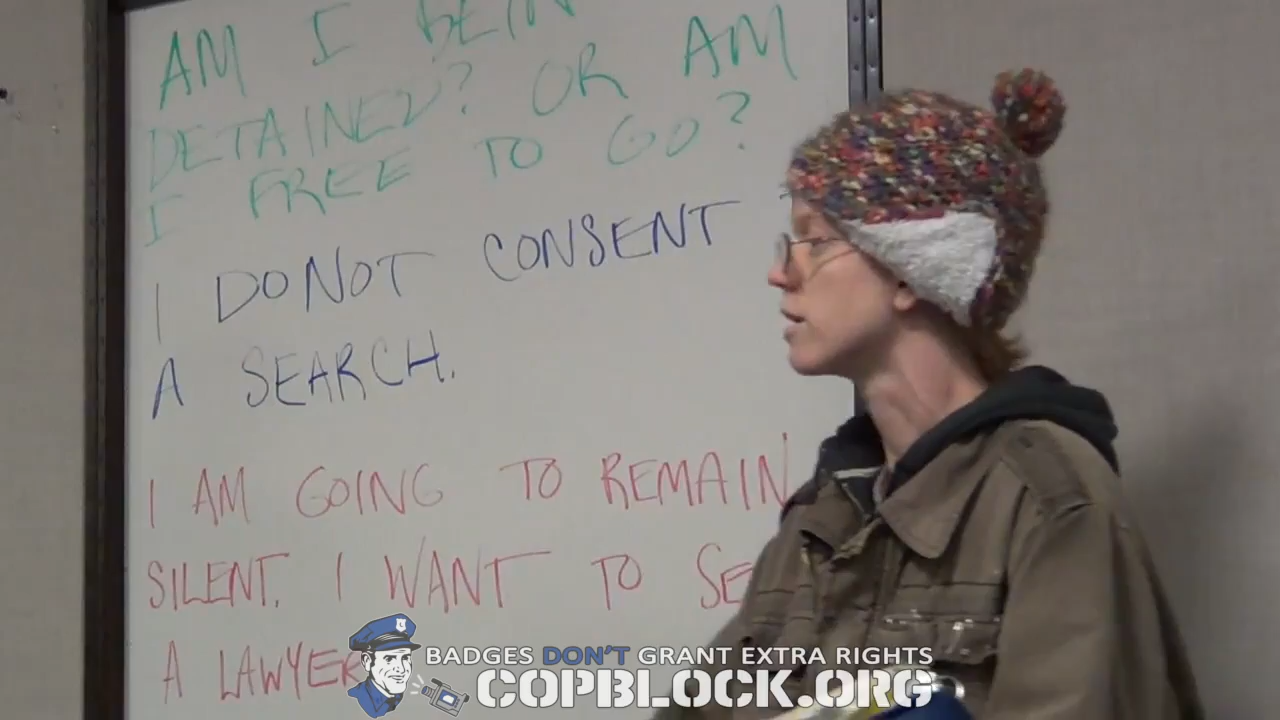 AM I BEIN
DETAINED? OR AM
I FREE TO GO?
I DO NOT CONSENT
A SEARCH.
I AM GOING TO REMAIN
SILENT. I WANT TO SE
A LAWYER
BADGES DON'T GRANT EXTRA RIGHTS
COPBLOCK.ORG